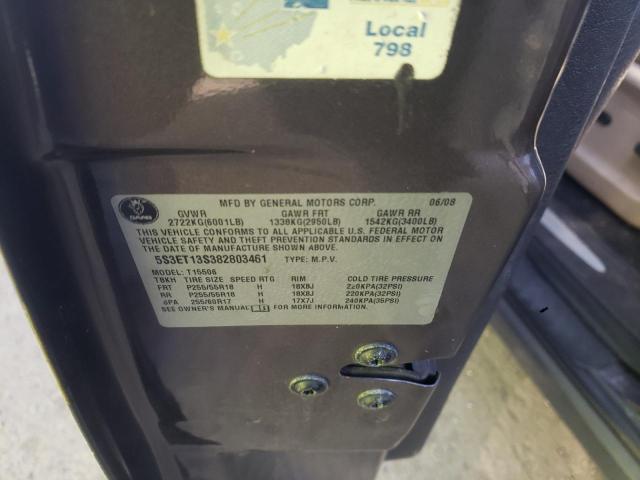 Local
798
MFD BY GENERAL MOTORS CORP. 06/08
GVWR GAWR FRT GAWR RR
2722KG(6001LB) 1338KG(2950LB) 1542KG(3400LB)
THIS VEHICLE CONFORMS TO ALL APPLICABLE U.S. FEDERAL MOTOR
VEHICLE SAFETY AND THEFT PREVENTION STANDARDS IN EFFECT ON
THE DATE OF MANUFACTURE SHOWN ABOVE.
5S3ET13S382803461 TYPE: M.P.V.
MODEL: T15506
TBKH TIRE SIZE SPEED RTG RIM COLD TIRE PRESSURE
FRT P255/55R18 H 18X8J 220KPA(32PSI)
RR P255/55R18 H 18X8J 220KPA(32PSI)
SPA 255/60R17 H 17X7J 240KPA(35PSI)
SEE OWNER'S MANUAL FOR MORE INFORMATION.